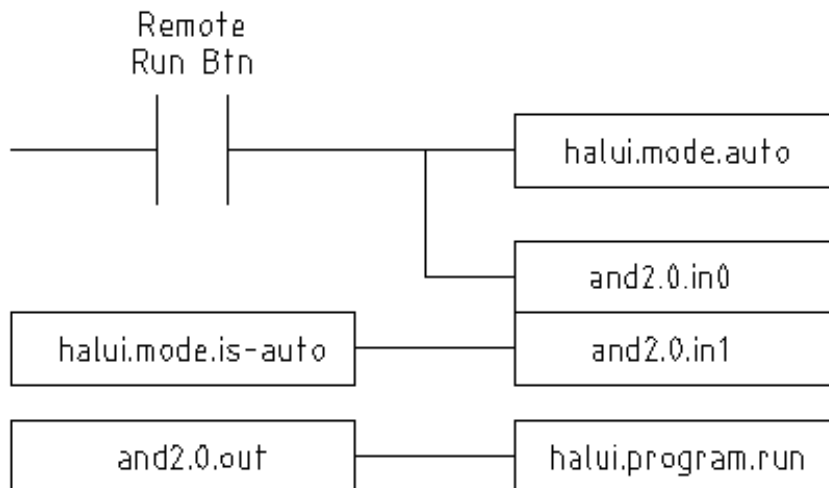 Remote
Run Btn
halui.mode.auto
and2.0.in0
halui.mode.is-auto
and2.0.in1
and2.0.out
halui.program.run